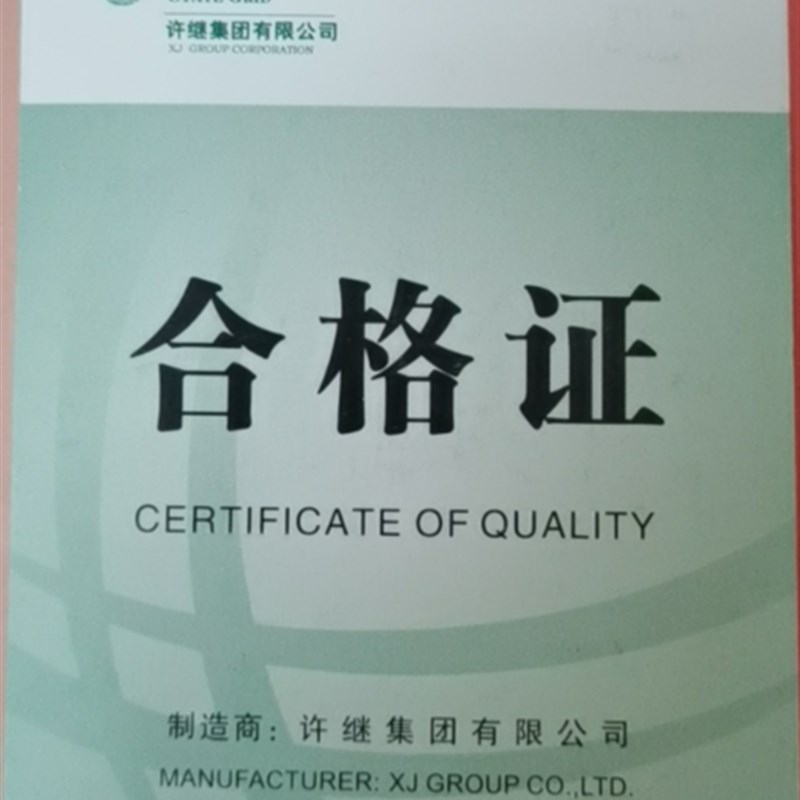 许继集团有限公司
XJ GROUP CORPORATION
合格证
CERTIFICATE OF QUALITY
制造商：许继集团有限公司
MANUFACTURER: XJ GROUP CO.,LTD.